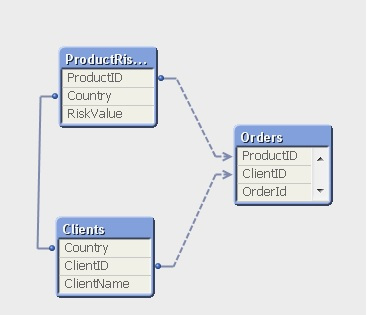 ProductRis...
ProductID
Country
RiskValue
Orders
ProductID
ClientID
OrderId
Clients
Country
ClientID
ClientName